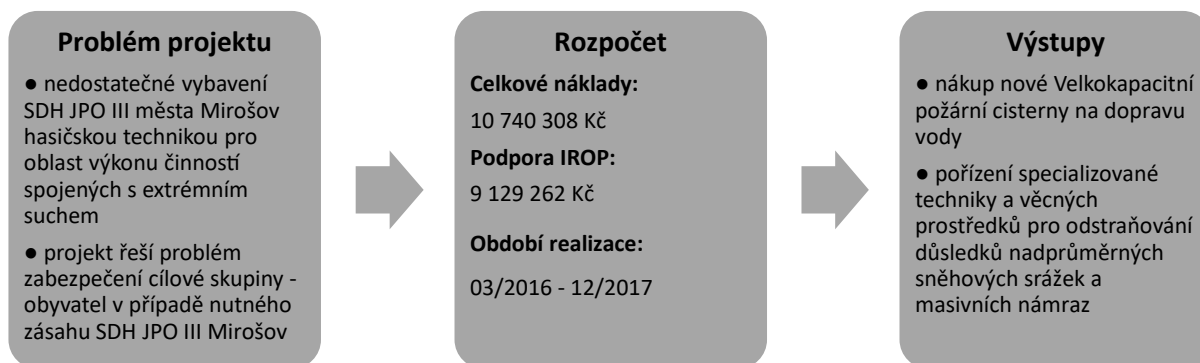 Problém projektu
● nedostatečné vybavení
SDH JPO III města Mirošov
hasičskou technikou pro
oblast výkonu činností
spojených s extrémním
suchem
● projekt řeší problém
zabezpečení cílové skupiny -
obyvatel v případě nutného
zásahu SDH JPO III Mirošov
Rozpočet
Celkové náklady:
10 740 308 Kč
Podpora IROP:
9 129 262 Kč
Období realizace:
03/2016 - 12/2017
Výstupy
● nákup nové Velkokapacitní
požární cisterny na dopravu
vody
● pořízení specializované
techniky a věcných
prostředků pro odstraňování
důsledků nadprůměrných
sněhových srážek a
masivních námraz